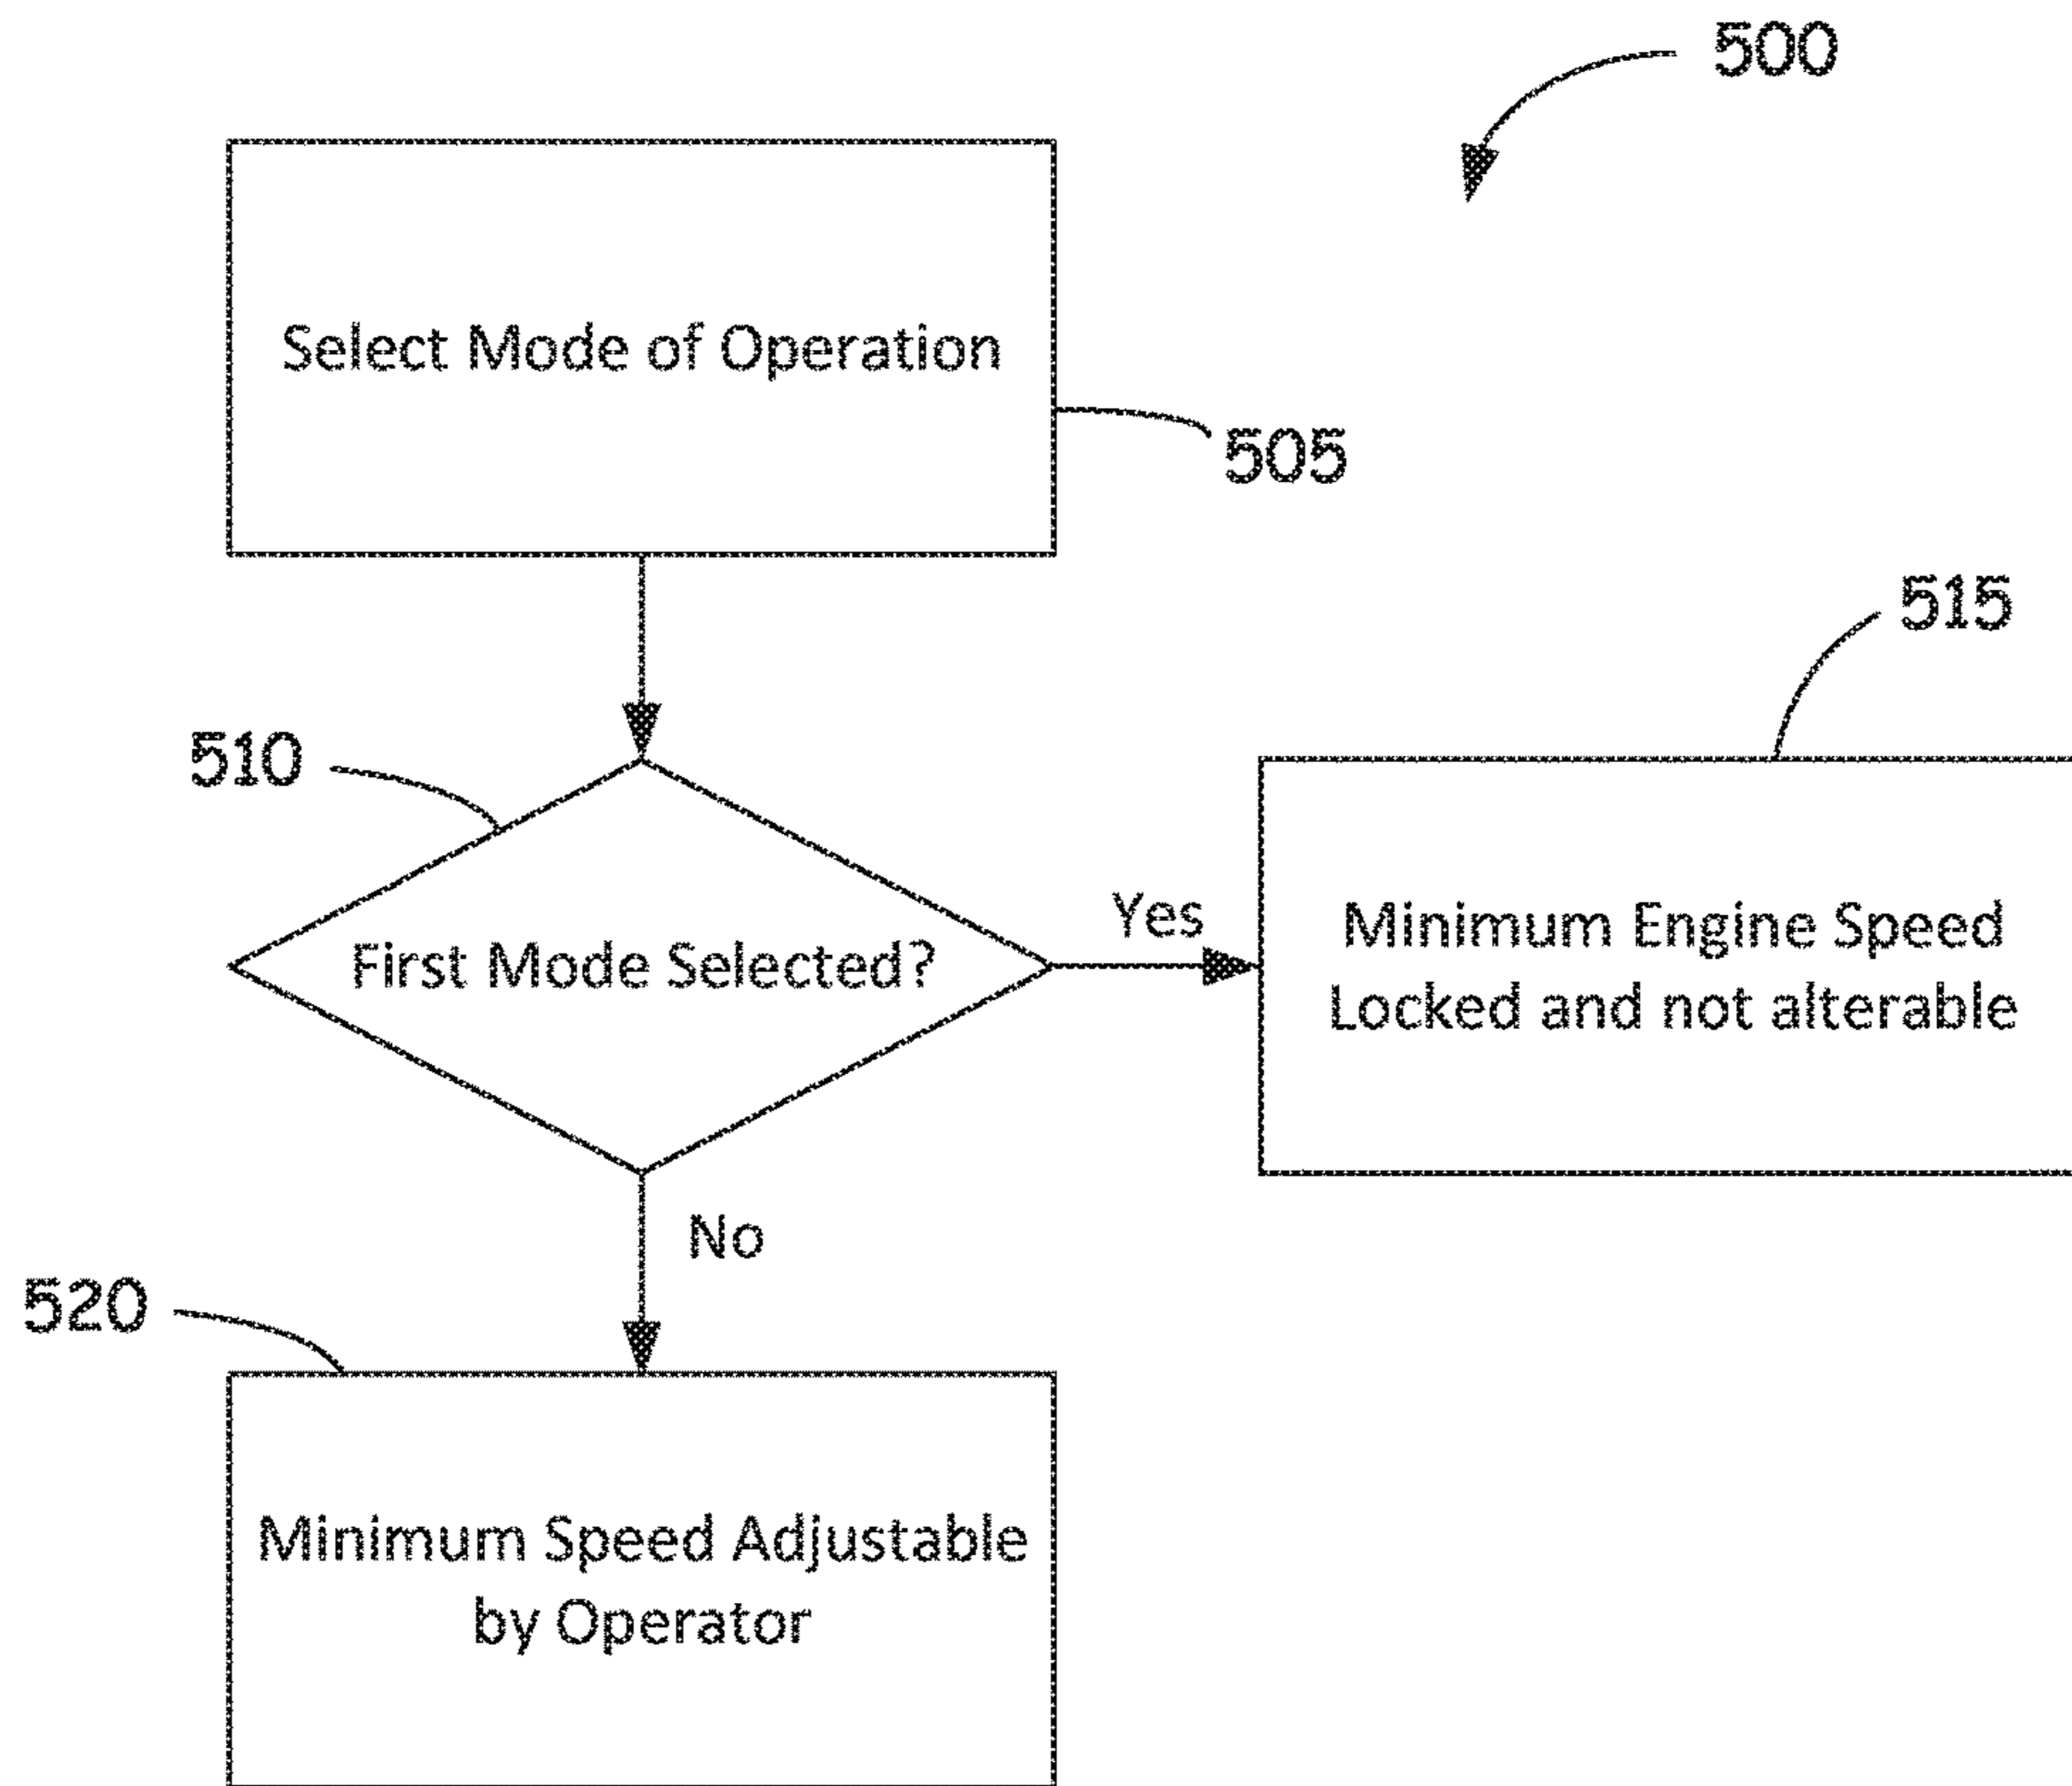 500
Select Mode of Operation
505
515
510
First Mode Selected?
Yes
Minimum Engine Speed
Locked and not alterable
No
520
Minimum Speed Adjustable
by Operator